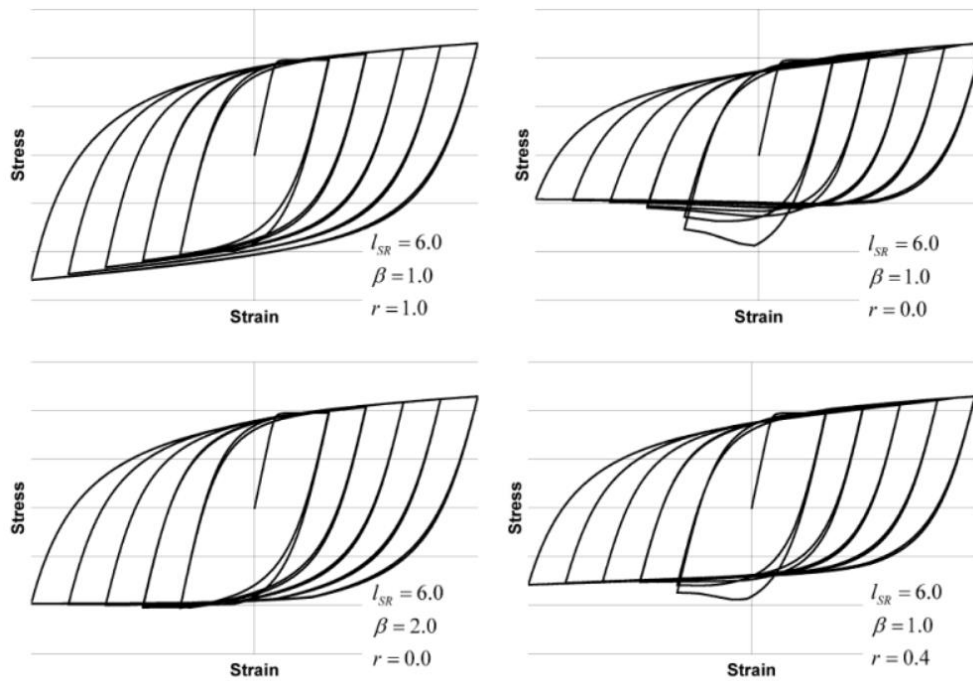 Stress
l_SR = 6.0
β = 1.0
r = 1.0
Strain
Stress
l_SR = 6.0
β = 1.0
r = 0.0
Strain
Stress
l_SR = 6.0
β = 2.0
r = 0.0
Strain
Stress
l_SR = 6.0
β = 1.0
r = 0.4
Strain